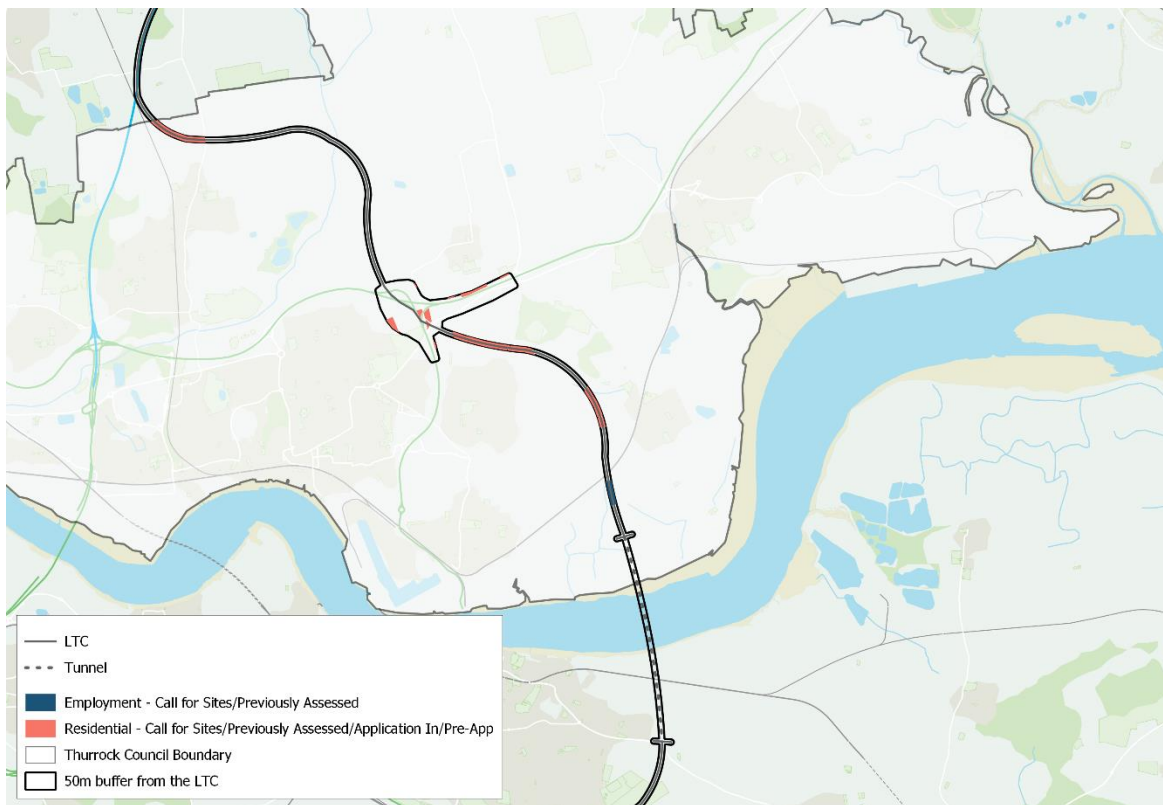 LTC
Tunnel
Employment - Call for Sites/Previously Assessed
Residential - Call for Sites/Previously Assessed/Application In/Pre-App
Thurrock Council Boundary
50m buffer from the LTC